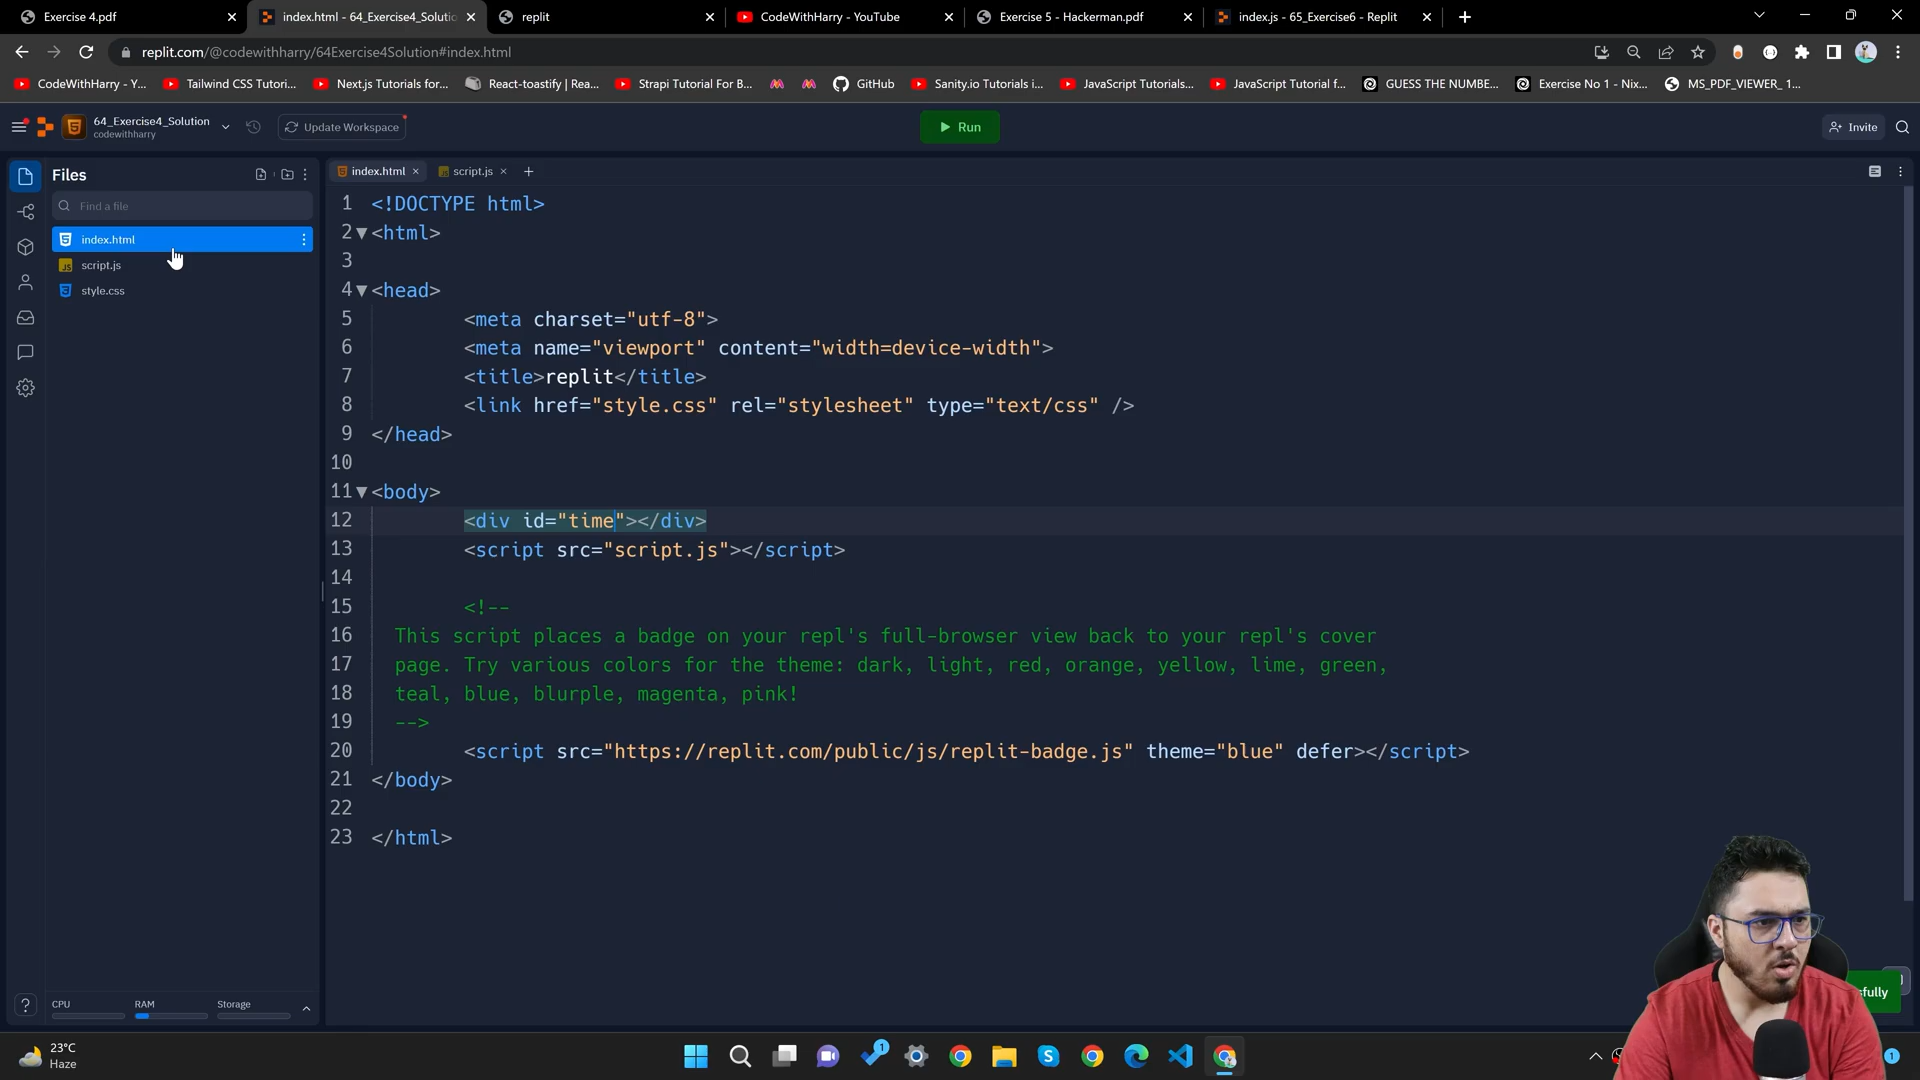 Exercise 4.pdf
index.html - 64_Exercise4_Solutio
replit
CodeWithHarry - YouTube
Exercise 5 - Hackerman.pdf
index.js - 65_Exercise6 - Replit
replit.com/@codewithharry/64Exercise4Solution#index.html
CodeWithHarry - Y...
Tailwind CSS Tutori...
Next.js Tutorials for...
React-toastify | Rea...
Strapi Tutorial For B...
GitHub
Sanity.io Tutorials i...
JavaScript Tutorials...
JavaScript Tutorial f...
GUESS THE NUMBE...
Exercise No 1 - Nix...
MS_PDF_VIEWER_ 1...
64_Exercise4_Solution
codewithharry
Update Workspace
Run
Invite
Files
Find a file
index.html
script.js
style.css
index.html
script.js
1 <!DOCTYPE html>
2 <html>
3
4 <head>
5 <meta charset="utf-8">
6 <meta name="viewport" content="width=device-width">
7 <title>replit</title>
8 <link href="style.css" rel="stylesheet" type="text/css" />
9 </head>
10
11 <body>
12 <div id="time"></div>
13 <script src="script.js"></script>
14
15 <!--
16 This script places a badge on your repl's full-browser view back to your repl's cover
17 page. Try various colors for the theme: dark, light, red, orange, yellow, lime, green,
18 teal, blue, blurple, magenta, pink!
19 -->
20 <script src="https://replit.com/public/js/replit-badge.js" theme="blue" defer></script>
21 </body>
22
23 </html>
CPU
RAM
Storage
sfully
23°C
Haze
1
1